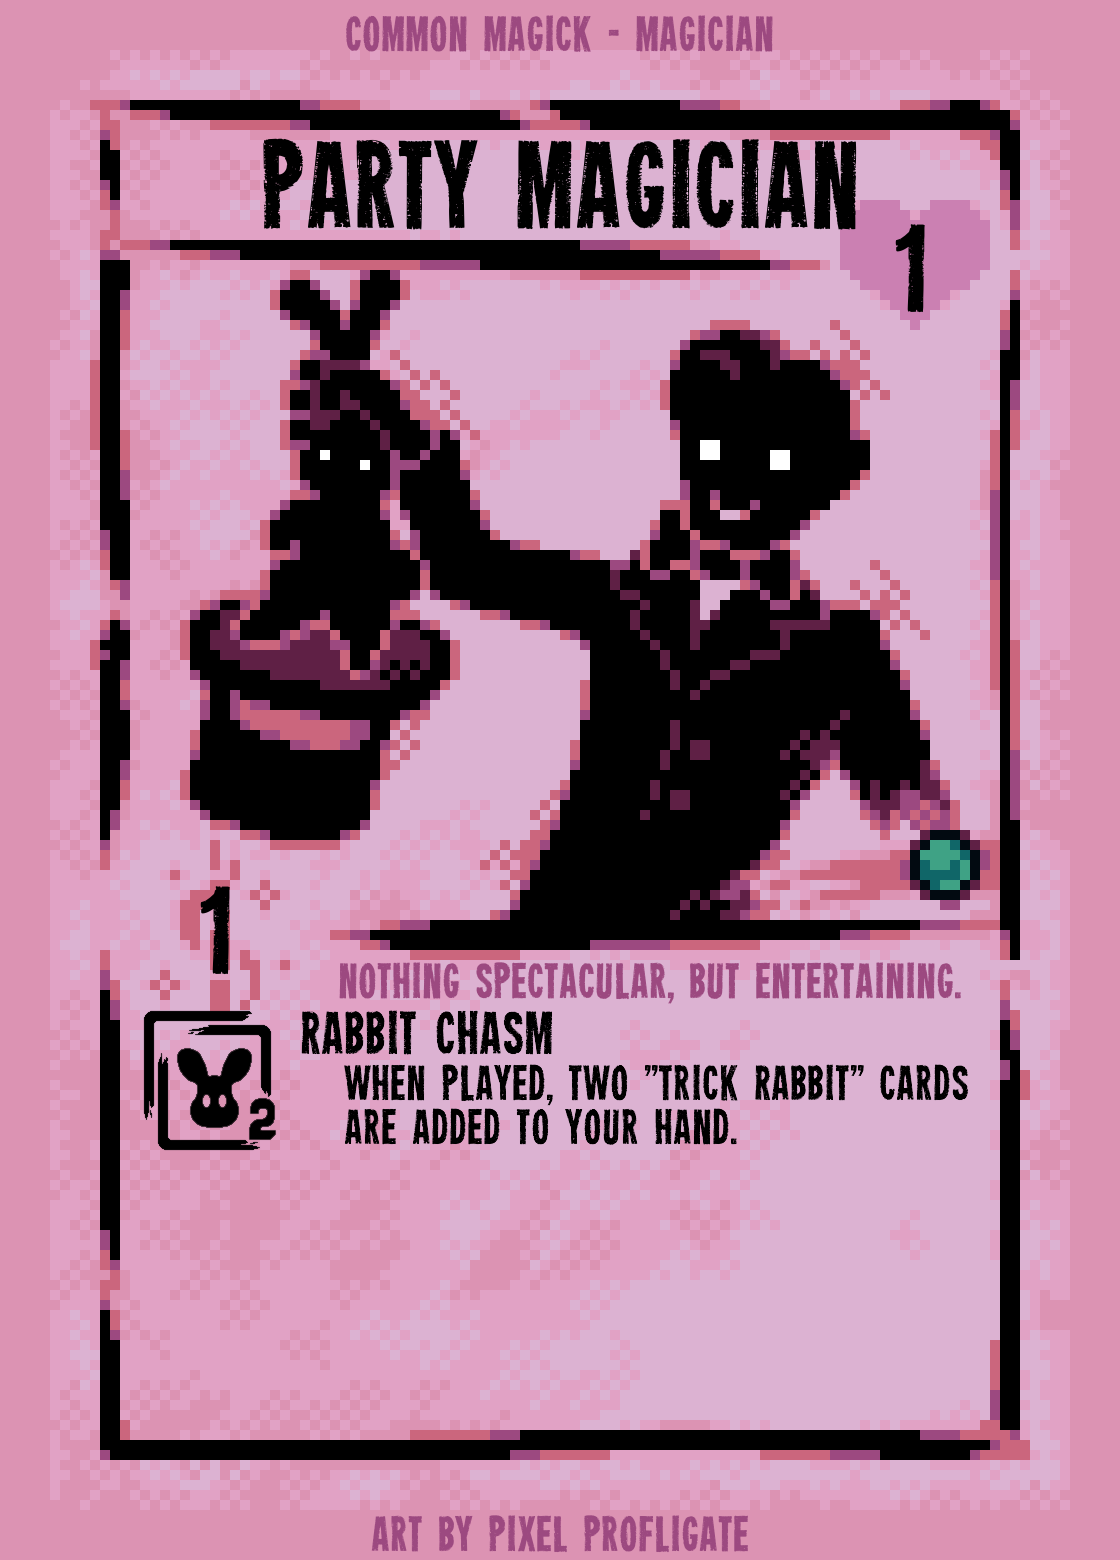 COMMON MAGICK - MAGICIAN
PARTY MAGICIAN
1
1
NOTHING SPECTACULAR, BUT ENTERTAINING.
RABBIT CHASM
2
WHEN PLAYED, TWO "TRICK RABBIT" CARDS
ARE ADDED TO YOUR HAND.
ART BY PIXEL PROFLIGATE